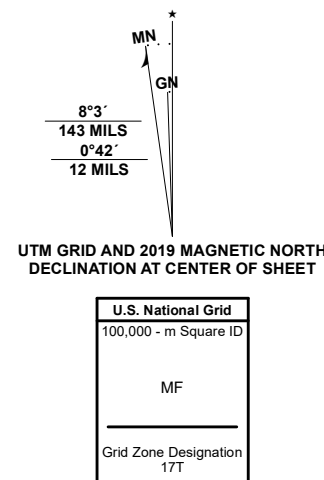 ★
MN
GN
8°3´
143 MILS
0°42´
12 MILS
UTM GRID AND 2019 MAGNETIC NORTH
DECLINATION AT CENTER OF SHEET
U.S. National Grid
100,000 - m Square ID
MF
Grid Zone Designation
17T